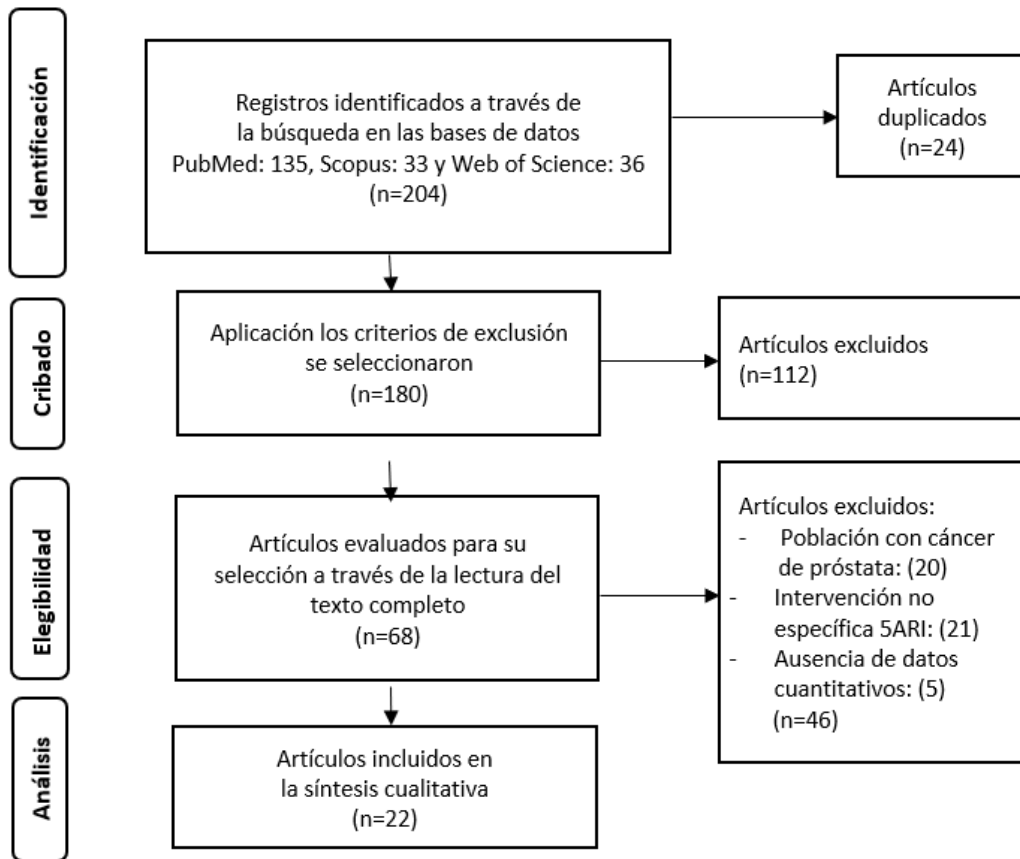 Identificación
Registros identificados a través de
la búsqueda en las bases de datos
PubMed: 135, Scopus: 33 y Web of Science: 36
(n=204)
Artículos
duplicados
(n=24)
Cribado
Aplicación los criterios de exclusión
se seleccionaron
(n=180)
Artículos excluidos
(n=112)
Elegibilidad
Artículos evaluados para su
selección a través de la lectura del
texto completo
(n=68)
Artículos excluidos:
- Población con cáncer
de próstata: (20)
- Intervención no
específica 5ARI: (21)
- Ausencia de datos
cuantitativos: (5)
(n=46)
Análisis
Artículos incluidos en
la síntesis cualitativa
(n=22)